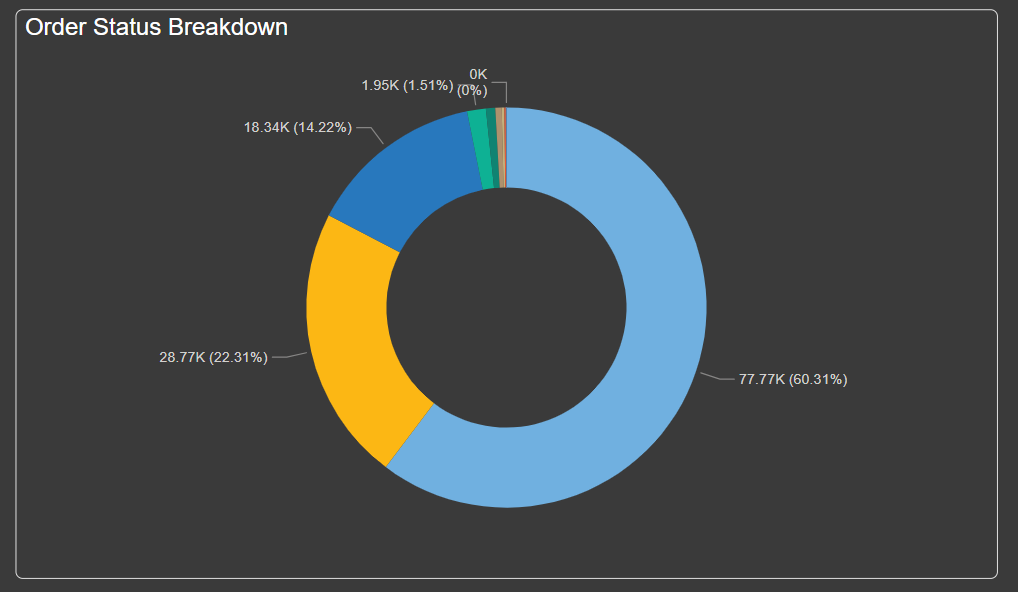 Order Status Breakdown
0K
(0%)
1.95K (1.51%)
18.34K (14.22%)
28.77K (22.31%)
77.77K (60.31%)